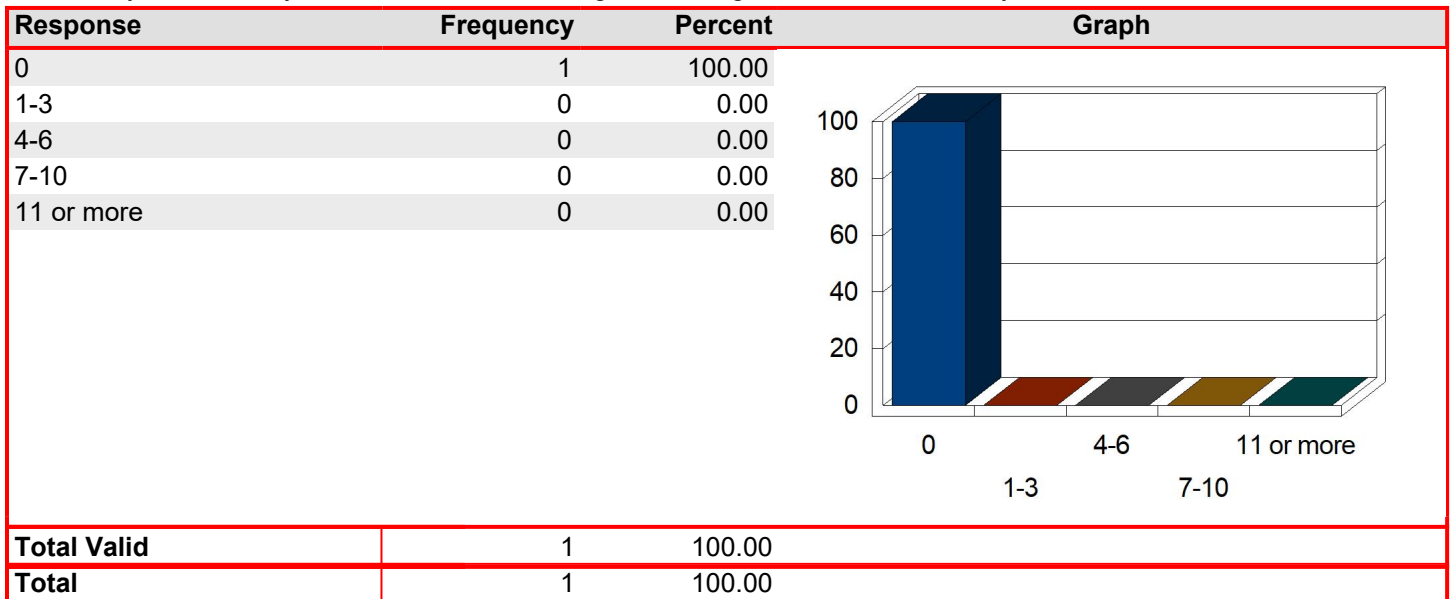 Response Frequency Percent Graph
0 1 100.00
1-3 0 0.00
4-6 0 0.00
7-10 0 0.00
11 or more 0 0.00
100
80
60
40
20
0
0 4-6 11 or more
1-3 7-10
Total Valid 1 100.00
Total 1 100.00